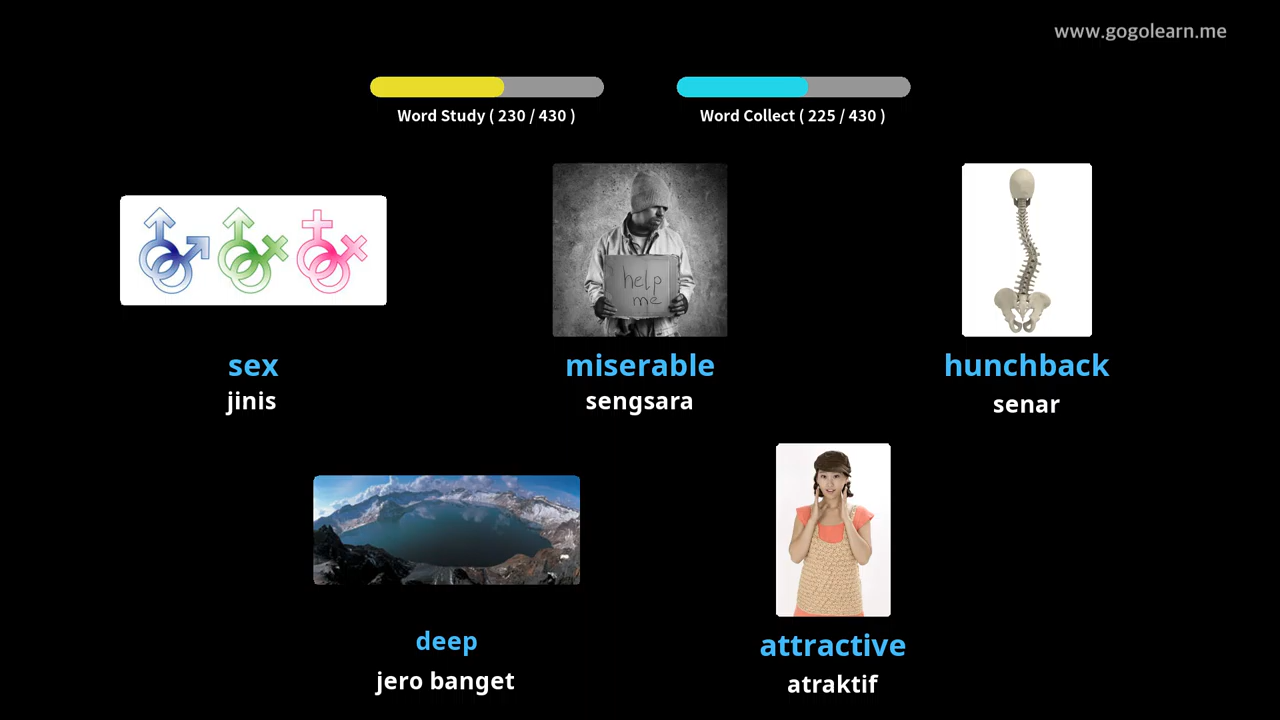 www.gogolearn.me
Word Study ( 230 / 430 )
Word Collect ( 225 / 430 )
help
me
sex
jinis
miserable
sengsara
hunchback
senar
deep
jero banget
attractive
atraktif